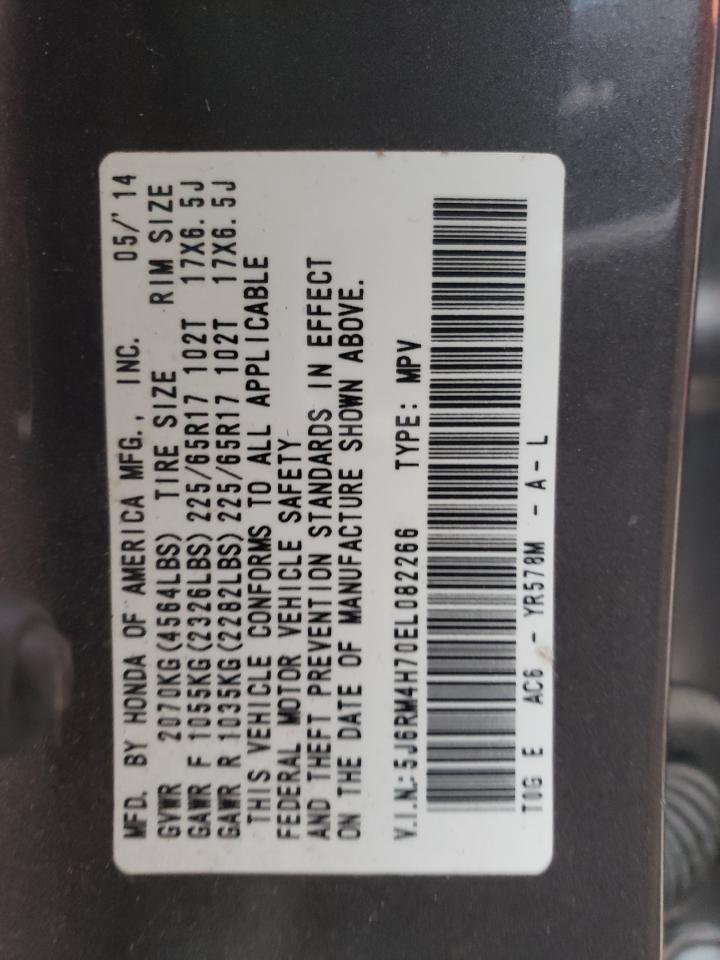 MFD. BY HONDA OF AMERICA MFG., INC. 05/'14
GVWR 2070KG(4564LBS) TIRE SIZE RIM SIZE
GAWR F 1055KG(2326LBS) 225/65R17 102T 17X6.5J
GAWR R 1035KG(2282LBS) 225/65R17 102T 17X6.5J
THIS VEHICLE CONFORMS TO ALL APPLICABLE
FEDERAL MOTOR VEHICLE SAFETY
AND THEFT PREVENTION STANDARDS IN EFFECT
ON THE DATE OF MANUFACTURE SHOWN ABOVE.
V.I.N.:5J6RM4H70EL082266 TYPE: MPV
TOG E AC6 - YR578M - A - L